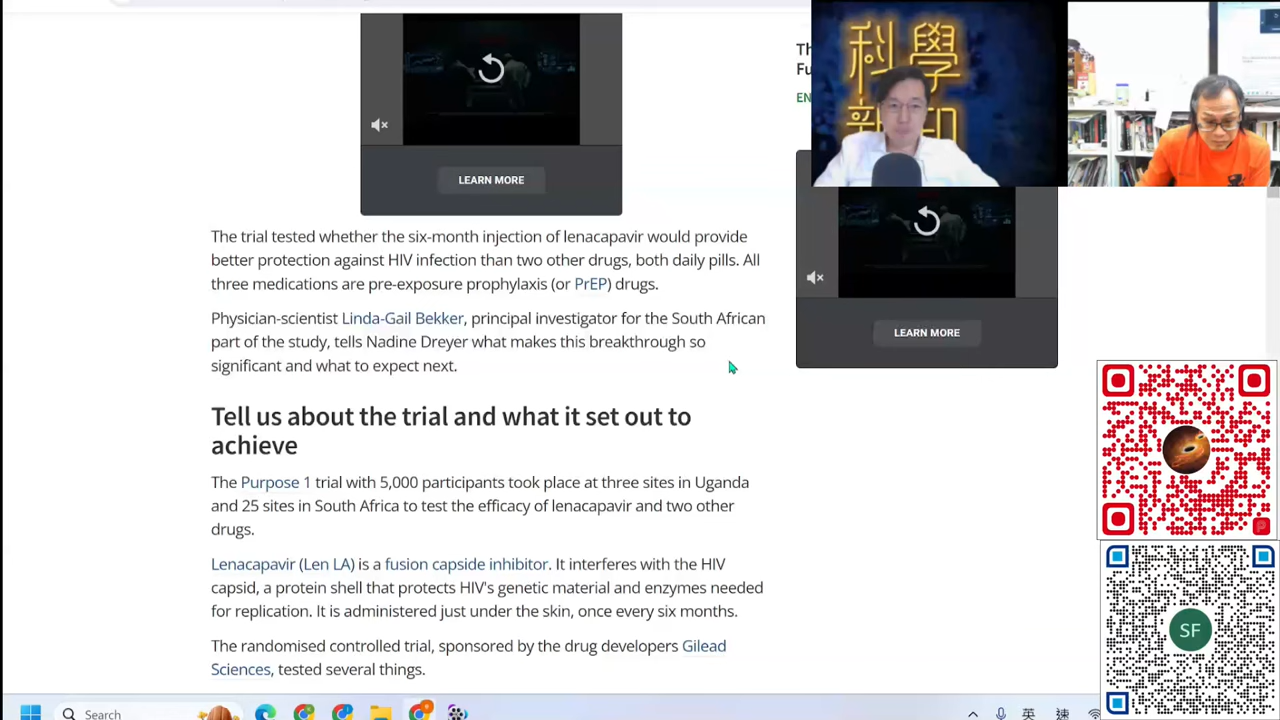 LEARN MORE
The trial tested whether the six-month injection of lenacapavir would provide
better protection against HIV infection than two other drugs, both daily pills. All
three medications are pre-exposure prophylaxis (or PrEP) drugs.
Physician-scientist Linda-Gail Bekker, principal investigator for the South African
part of the study, tells Nadine Dreyer what makes this breakthrough so
significant and what to expect next.
Tell us about the trial and what it set out to
achieve
The Purpose 1 trial with 5,000 participants took place at three sites in Uganda
and 25 sites in South Africa to test the efficacy of lenacapavir and two other
drugs.
Lenacapavir (Len LA) is a fusion capside inhibitor. It interferes with the HIV
capsid, a protein shell that protects HIV's genetic material and enzymes needed
for replication. It is administered just under the skin, once every six months.
The randomised controlled trial, sponsored by the drug developers Gilead
Sciences, tested several things.
EN
科學
LEARN MORE
SF
Search
英
速